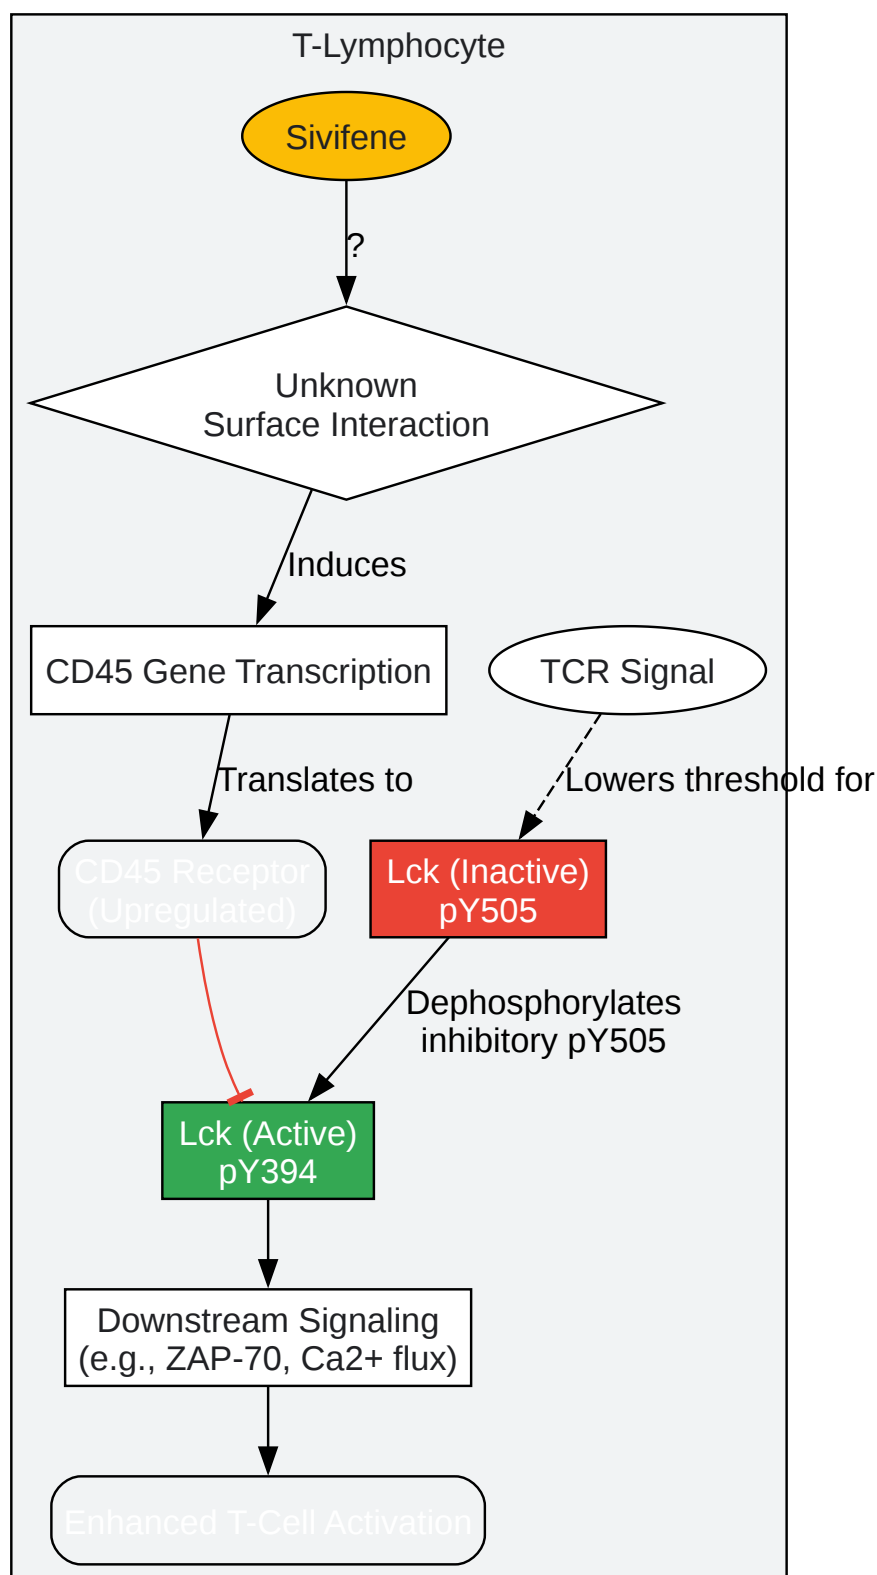 T-Lymphocyte
Sivifene
?
Unknown
Surface Interaction
Induces
CD45 Gene Transcription
TCR Signal
Translates to
Lowers threshold for
CD45 Receptor
(Upregulated)
Lck (Inactive)
pY505
Dephosphorylates
inhibitory pY505
Lck (Active)
pY394
Downstream Signaling
(e.g., ZAP-70, Ca2+ flux)
Enhanced T-Cell Activation